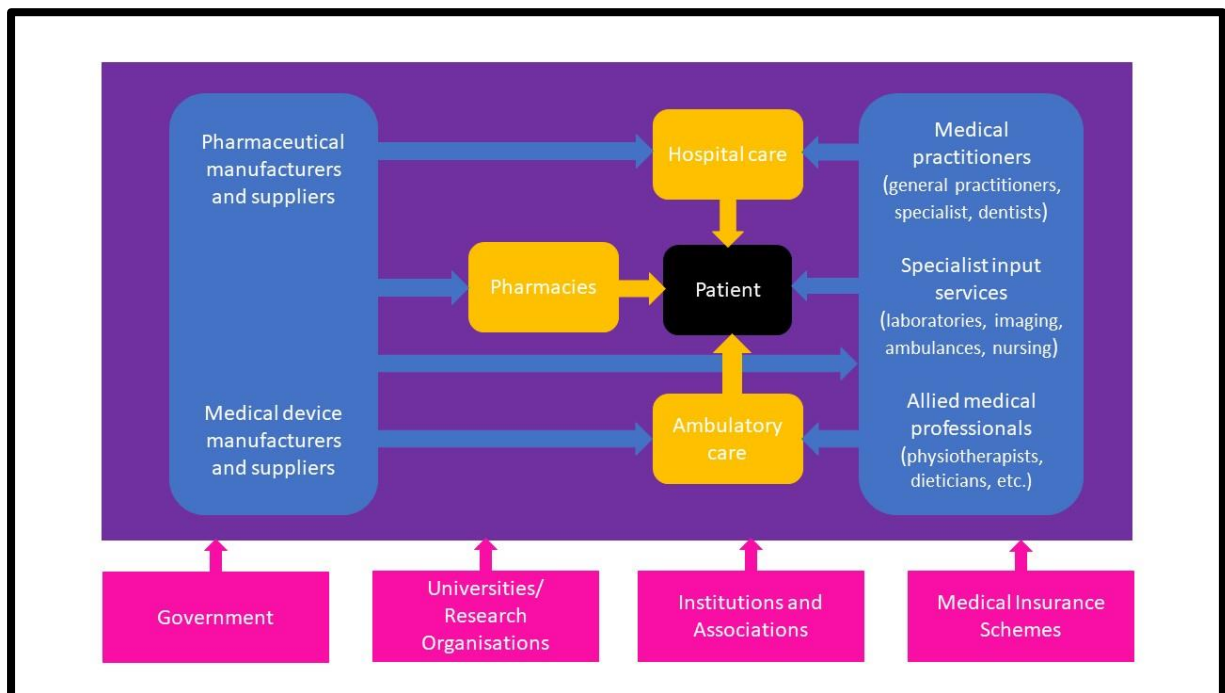 Pharmaceutical
manufacturers
and suppliers
Medical device
manufacturers
and suppliers
Hospital care
Pharmacies
Patient
Ambulatory
care
Medical
practitioners
(general practitioners,
specialist, dentists)
Specialist input
services
(laboratories, imaging,
ambulances, nursing)
Allied medical
professionals
(physiotherapists,
dieticians, etc.)
Government
Universities/
Research
Organisations
Institutions and
Associations
Medical Insurance
Schemes